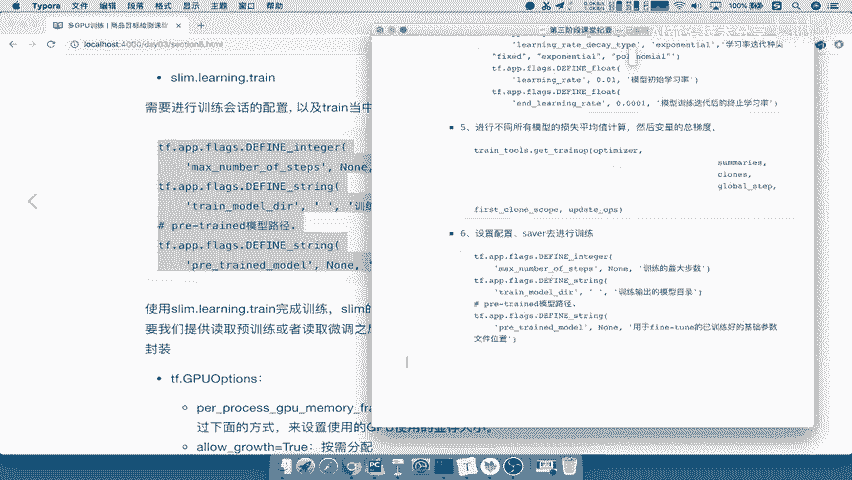 Typora 文件 编辑 段落 格式 显示 主题 窗口 帮助
100%
多GPU训练 | 商品目标检测课程
localhost:4000/day03/section8.html
slim.learning.train
需要进行训练会话的配置, 以及train当中
tf.app.flags.DEFINE_integer(
'max_number_of_steps', None,
tf.app.flags.DEFINE_string(
'train_model_dir', ' ', '训练
# pre-trained模型路径.
tf.app.flags.DEFINE_string(
'pre_trained_model', None,
使用slim.learning.train完成训练, slim的
要我们提供读取预训练或者读取微调之后
封装
tf.GPUOptions:
per_process_gpu_memory_fra
过下面的方式, 来设置使用的GPU使用的显存大小。
allow_growth=True: 按需分配
第三阶段课堂纪要
'learning_rate_decay_type', 'exponential','学习率迭代种类
"fixed", "exponential", "polynomial"')
tf.app.flags.DEFINE_float(
'learning_rate', 0.01, '模型初始学习率')
tf.app.flags.DEFINE_float(
'end_learning_rate', 0.0001, '模型训练迭代后的终止学习率')
5、进行不同所有模型的损失平均值计算，然后变量的总梯度,
train_tools.get_trainop(optimizer,
summaries,
clones,
global_step,
first_clone_scope, update_ops)
6、设置配置、saver去进行训练
tf.app.flags.DEFINE_integer(
'max_number_of_steps', None, '训练的最大步数')
tf.app.flags.DEFINE_string(
'train_model_dir', ' ', '训练输出的模型目录')
# pre-trained模型路径.
tf.app.flags.DEFINE_string(
'pre_trained_model', None, '用于fine-tune的已训练好的基础参数
文件位置')